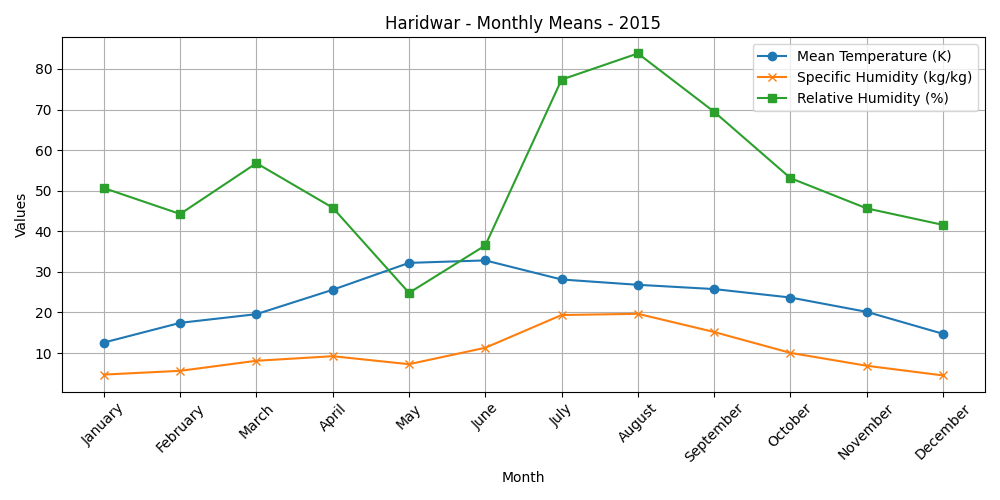 Haridwar - Monthly Means - 2015
Mean Temperature (K)
Specific Humidity (kg/kg)
Relative Humidity (%)
Values
80
70
60
50
40
30
20
10
January
February
March
April
May
June
July
August
September
October
November
December
Month